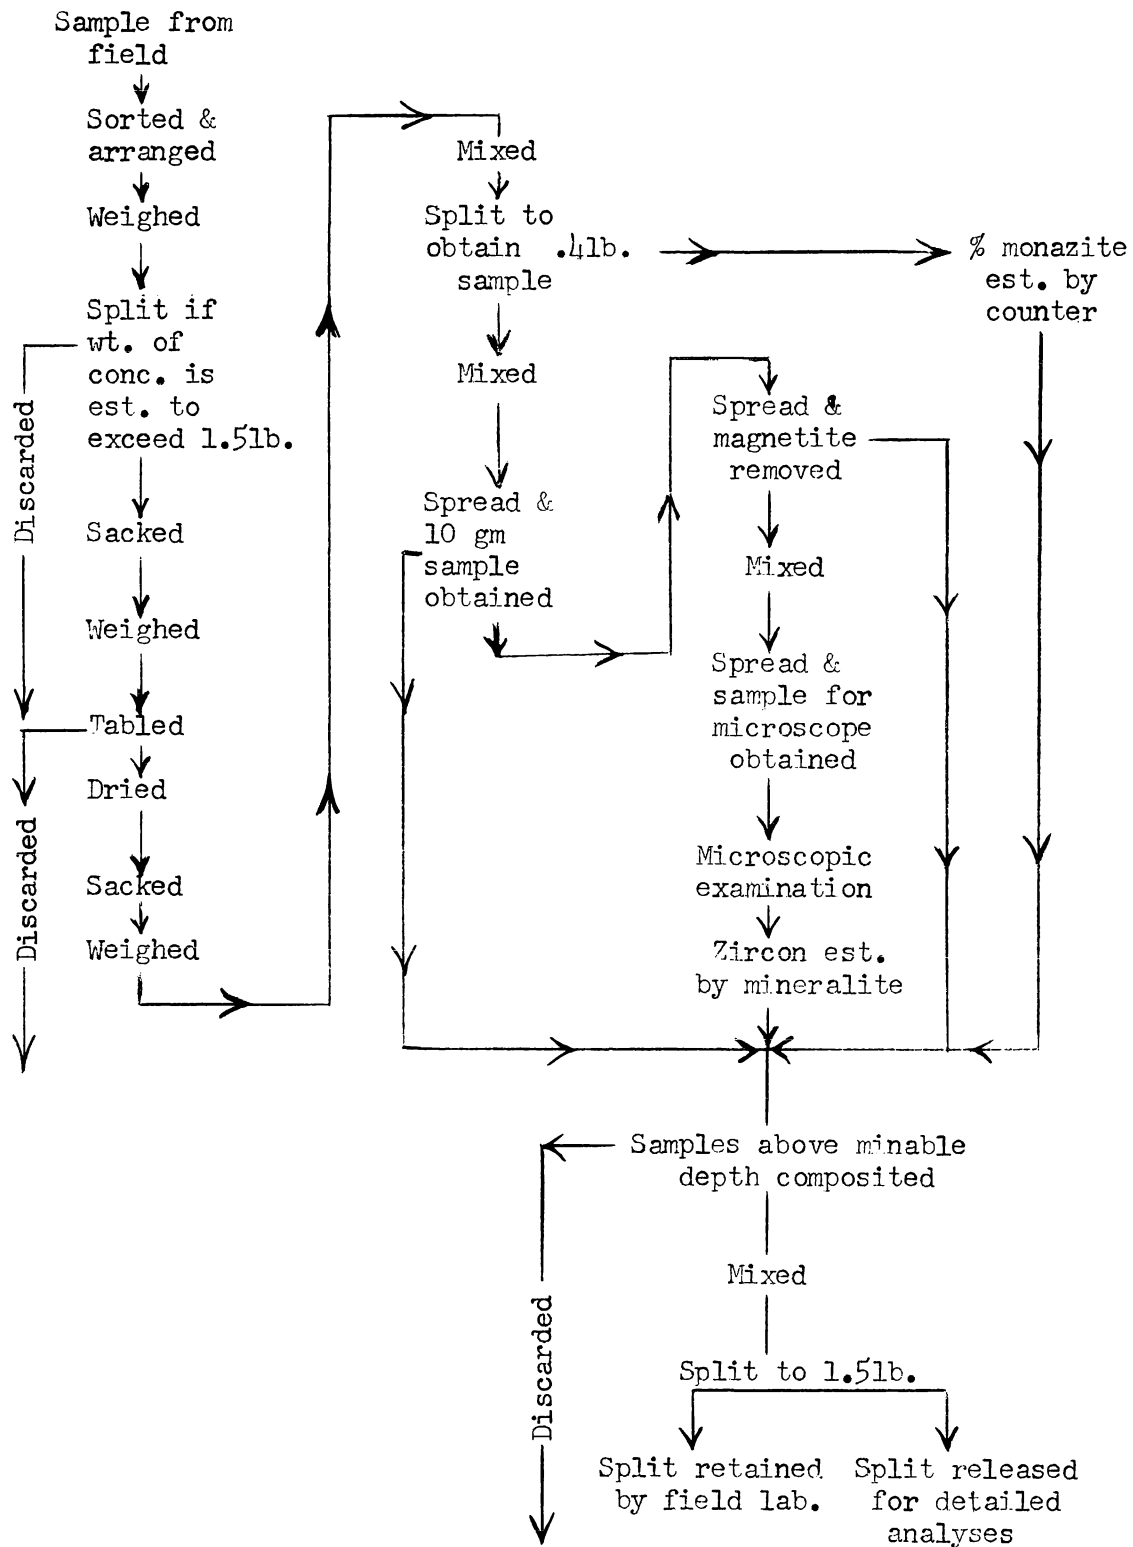 Sample from
field
Sorted &
arranged
Weighed
Split if
wt. of
conc. is
est. to
exceed 1.5lb.
Discarded
Sacked
Weighed
Tabled
Dried
Discarded
Sacked
Weighed
Mixed
Split to
obtain .4lb.
sample
Mixed
Spread &
10 gm
sample
obtained
% monazite
est. by
counter
Spread &
magnetite
removed
Mixed
Spread &
sample for
microscope
obtained
Microscopic
examination
Zircon est.
by mineralite
Samples above minable
depth composited
Discarded
Mixed
Split to 1.5lb.
Split retained
by field lab.
Split released
for detailed
analyses